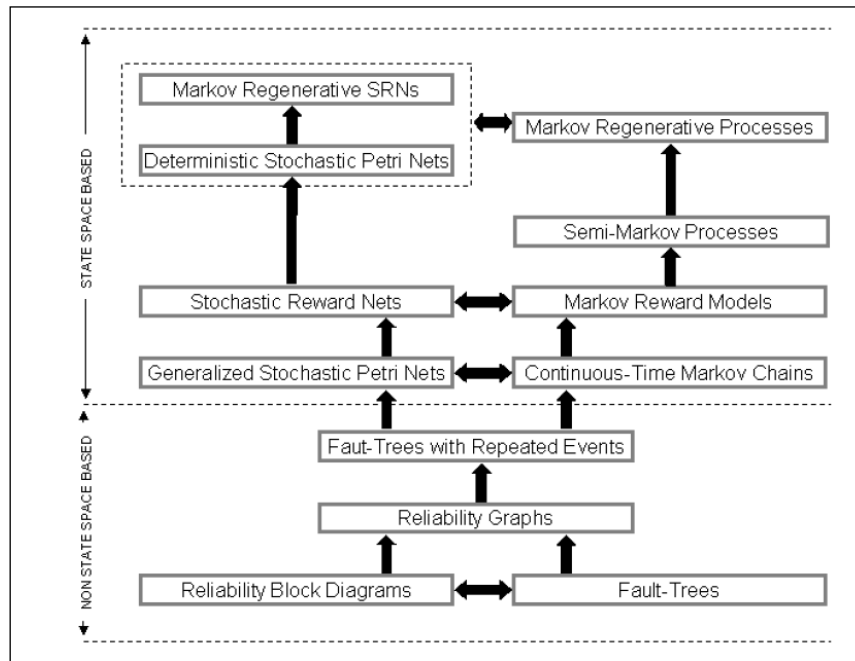 STATE SPACE BASED
Markov Regenerative SRNs
Markov Regenerative Processes
Deterministic Stochastic Petri Nets
Semi-Markov Processes
Stochastic Reward Nets
Markov Reward Models
Generalized Stochastic Petri Nets
Continuous-Time Markov Chains
NON STATE SPACE BASED
Faut-Trees with Repeated Events
Reliability Graphs
Reliability Block Diagrams
Fault-Trees